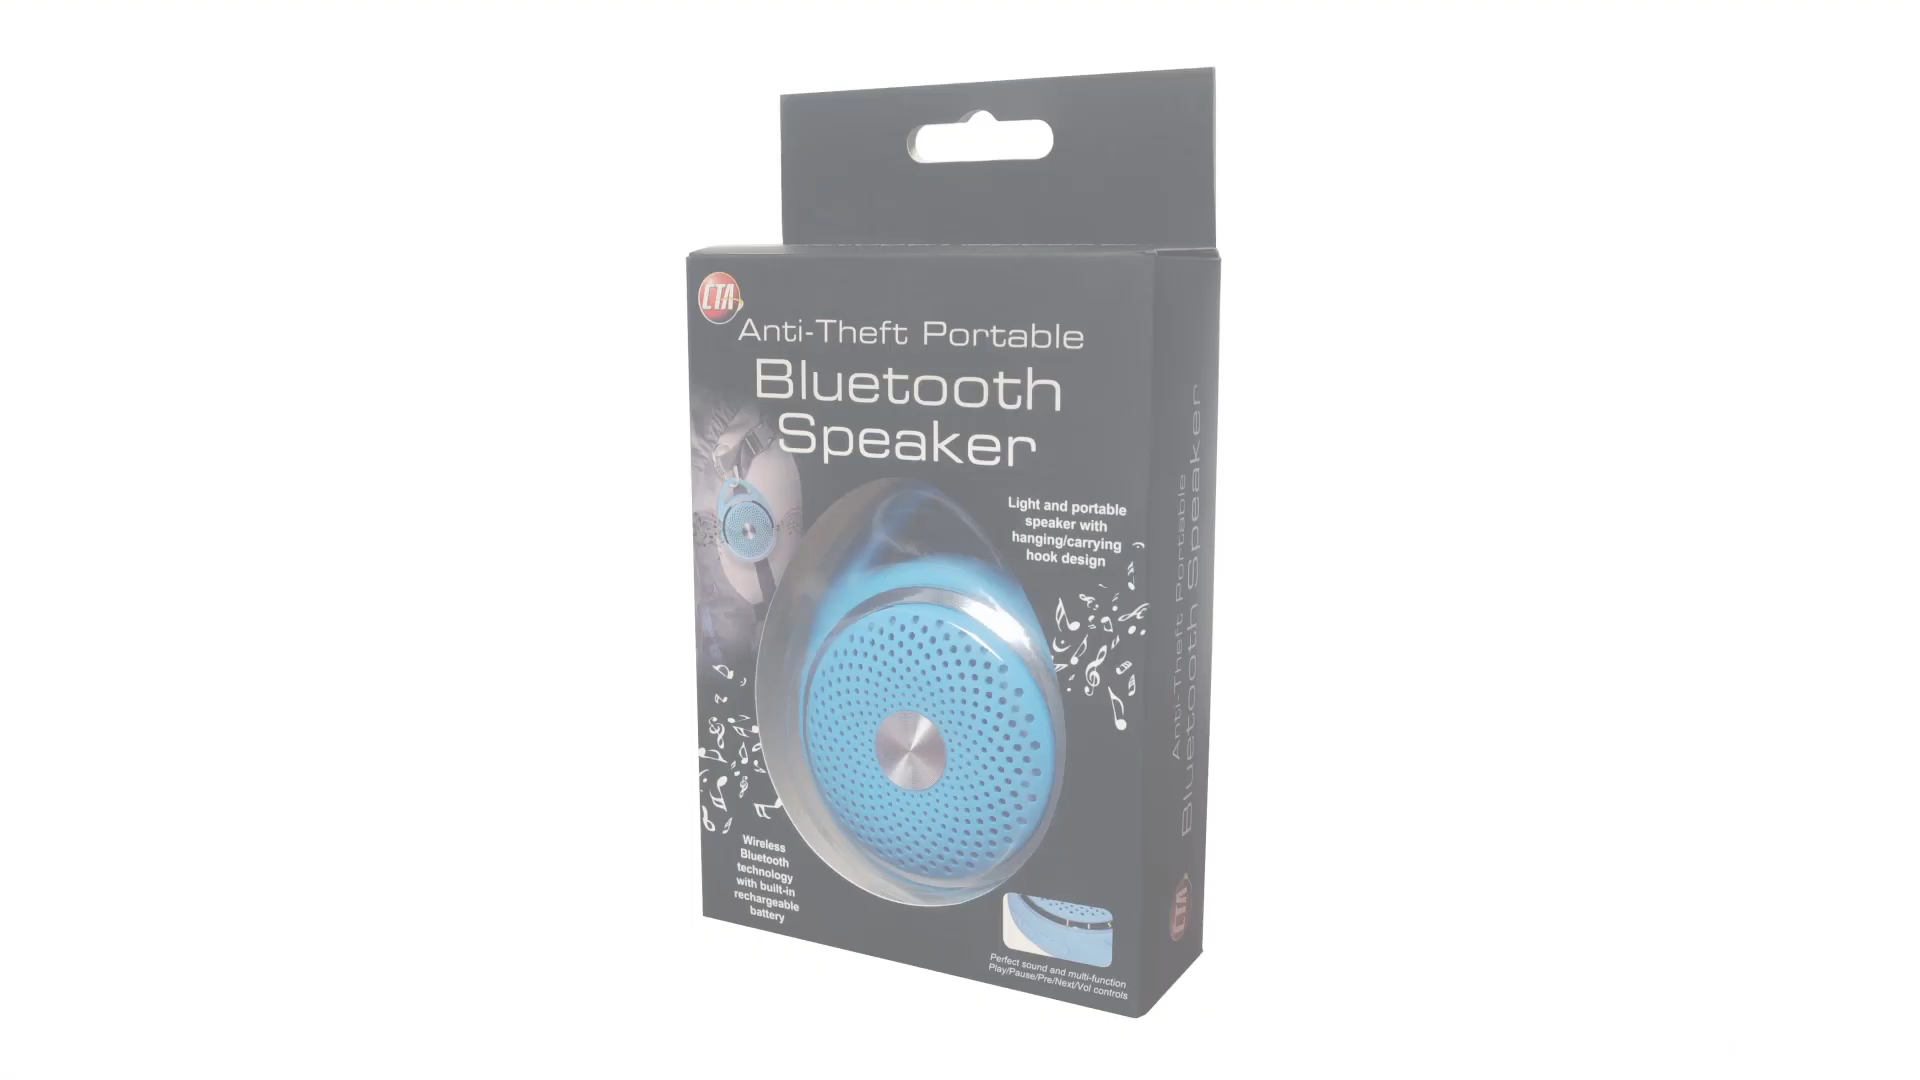 CTA
Anti-Theft Portable
Bluetooth
Speaker
Light and portable
speaker with
hanging/carrying
hook design
Wireless
Bluetooth
technology
with built-in
rechargeable
battery
Perfect sound and multi-function
Play/Pause/Pre/Next/Vol controls
Anti-Theft Portable
Bluetooth Speaker
CTA